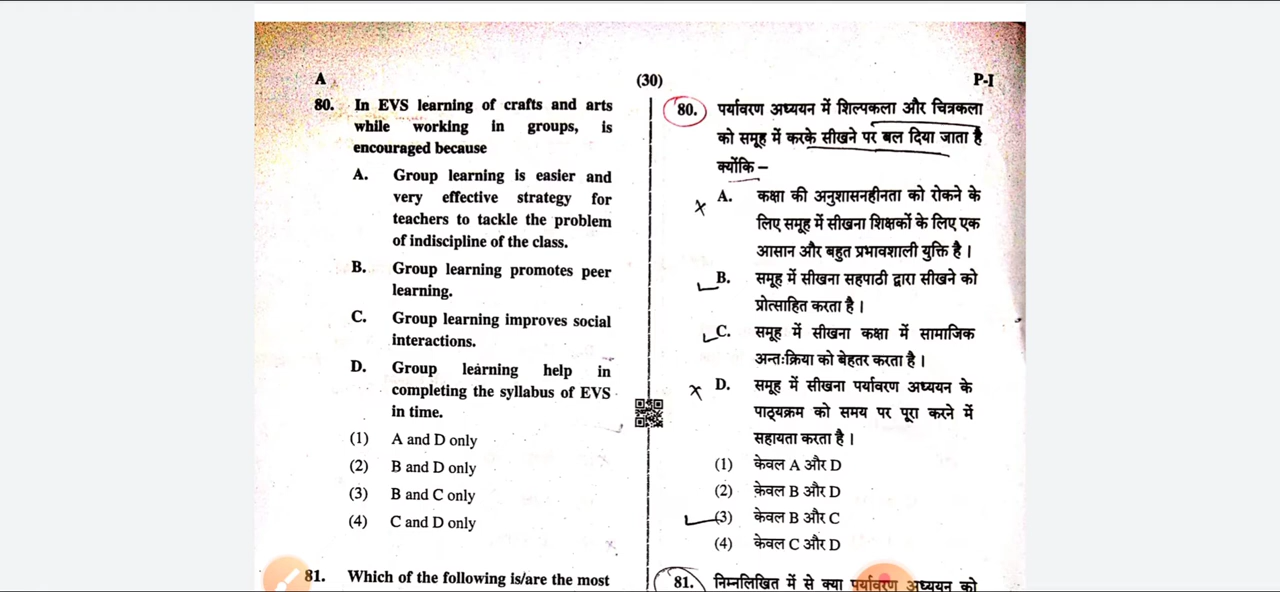 A
(30)
P-I
80. In EVS learning of crafts and arts
while working in groups, is
encouraged because
A. Group learning is easier and
very effective strategy for
teachers to tackle the problem
of indiscipline of the class.
B. Group learning promotes peer
learning.
C. Group learning improves social
interactions.
D. Group learning help in
completing the syllabus of EVS
in time.
(1) A and D only
(2) B and D only
(3) B and C only
(4) C and D only
81. Which of the following is/are the most
80. पर्यावरण अध्ययन में शिल्पकला और चित्रकला
को समूह में करके सीखने पर बल दिया जाता है
क्योंकि –
A. कक्षा की अनुशासनहीनता को रोकने के
लिए समूह में सीखना शिक्षकों के लिए एक
आसान और बहुत प्रभावशाली युक्ति है ।
B. समूह में सीखना सहपाठी द्वारा सीखने को
प्रोत्साहित करता है ।
C. समूह में सीखना कक्षा में सामाजिक
अन्तःक्रिया को बेहतर करता है ।
D. समूह में सीखना पर्यावरण अध्ययन के
पाठ्यक्रम को समय पर पूरा करने में
सहायता करता है ।
(1) केवल A और D
(2) केवल B और D
(3) केवल B और C
(4) केवल C और D
81. निम्नलिखित में से क्या पर्यावरण अध्ययन को